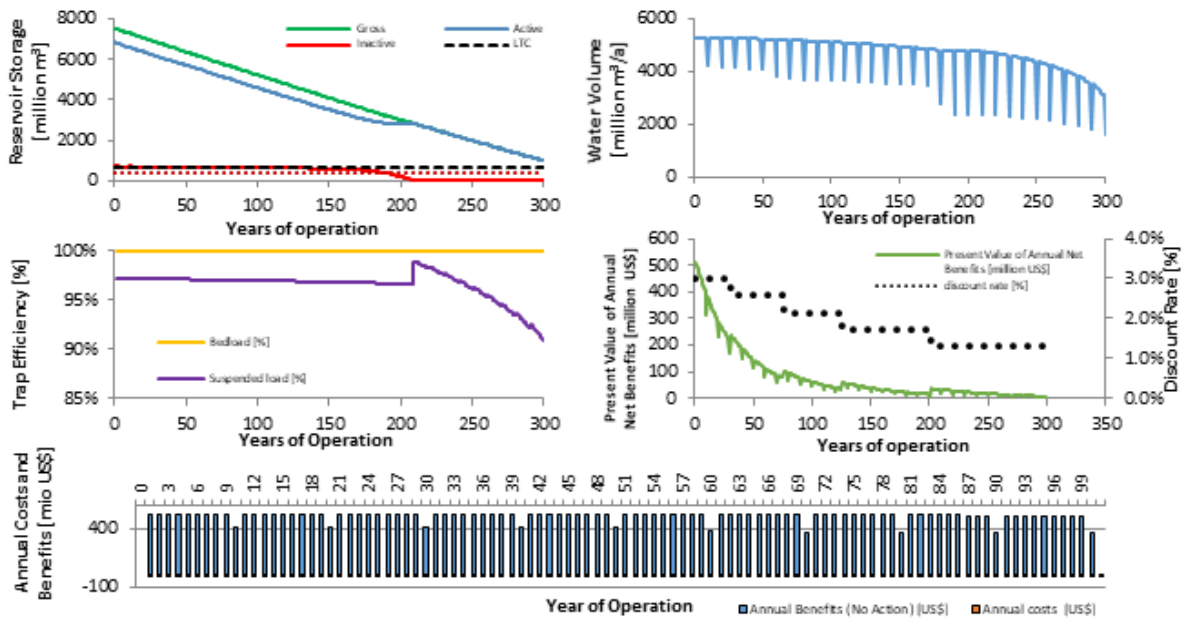 Reservoir Storage
[million m³]
8000
6000
4000
2000
0
Gross
Active
Inactive
LTC
0 50 100 150 200 250 300
Years of operation
Water Volume
[million m³/a]
6000
4000
2000
0
0 50 100 150 200 250 300
Years of operation
Trap Efficiency [%]
100%
95%
90%
85%
Bedload [%]
Suspended load [%]
0 50 100 150 200 250 300
Years of Operation
Present Value of Annual
Net Benefits [million US$]
600
500
400
300
200
100
0
Present Value of Annual Net
Benefits [million US$]
discount rate [%]
4.0%
3.0%
2.0%
1.0%
0.0%
Discount Rate [%]
0 50 100 150 200 250 300 350
Years of operation
Annual Costs and
Benefits [mio US$]
0 3 6 9 12 15 18 21 24 27 30 33 36 39 42 45 48 51 54 57 60 63 66 69 72 75 78 81 84 87 90 93 96 99
400
-100
Year of Operation
Annual Benefits (No Action) [US$]
Annual costs (US$]